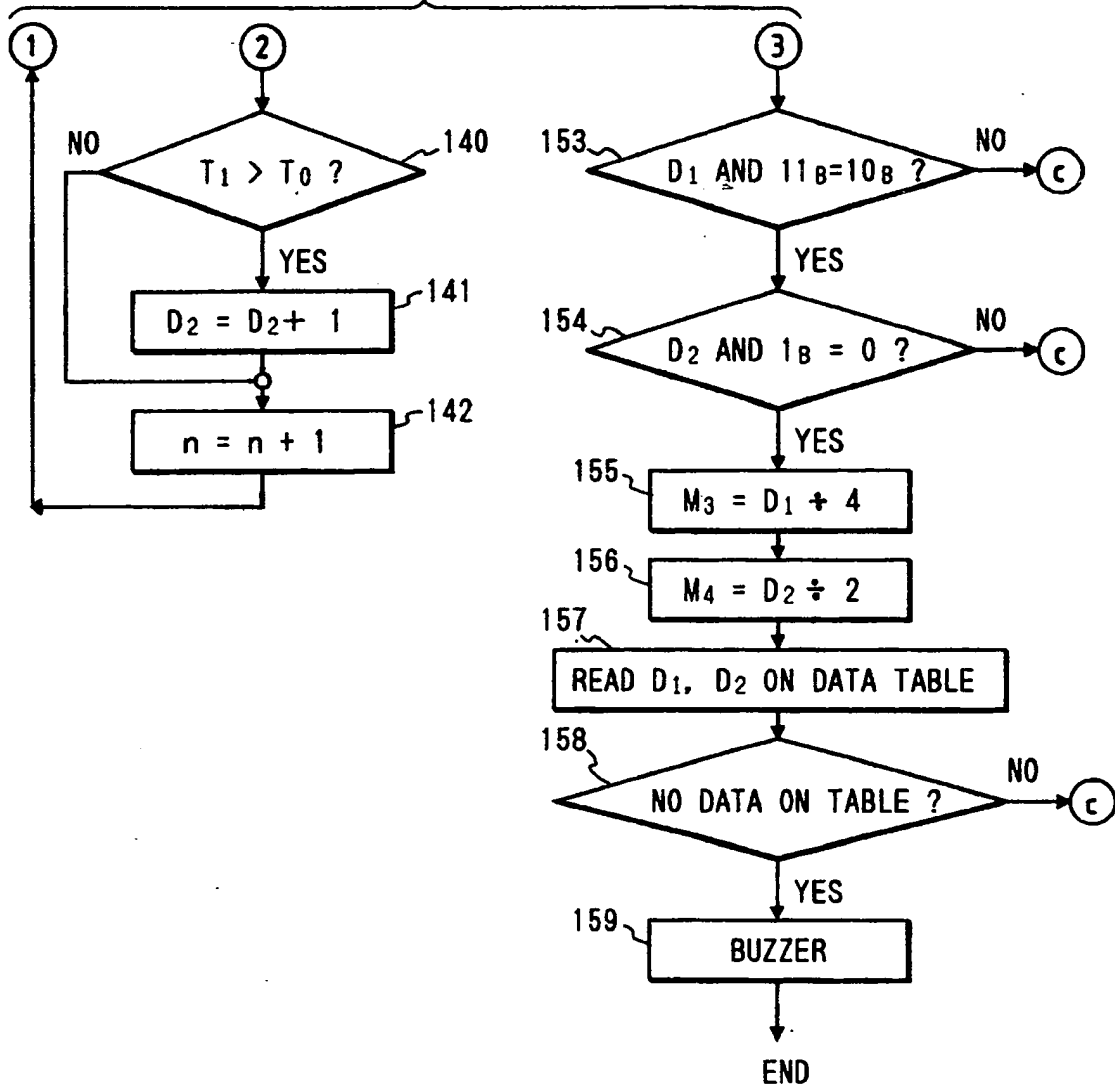 1
2
3
NO
T1 > T0 ?
140
YES
D2 = D2 + 1
141
n = n + 1
142
153
D1 AND 11B=10B ?
NO
c
YES
154
D2 AND 1B = 0 ?
NO
c
YES
155
M3 = D1 ÷ 4
156
M4 = D2 ÷ 2
157
READ D1, D2 ON DATA TABLE
158
NO DATA ON TABLE ?
NO
c
YES
159
BUZZER
END